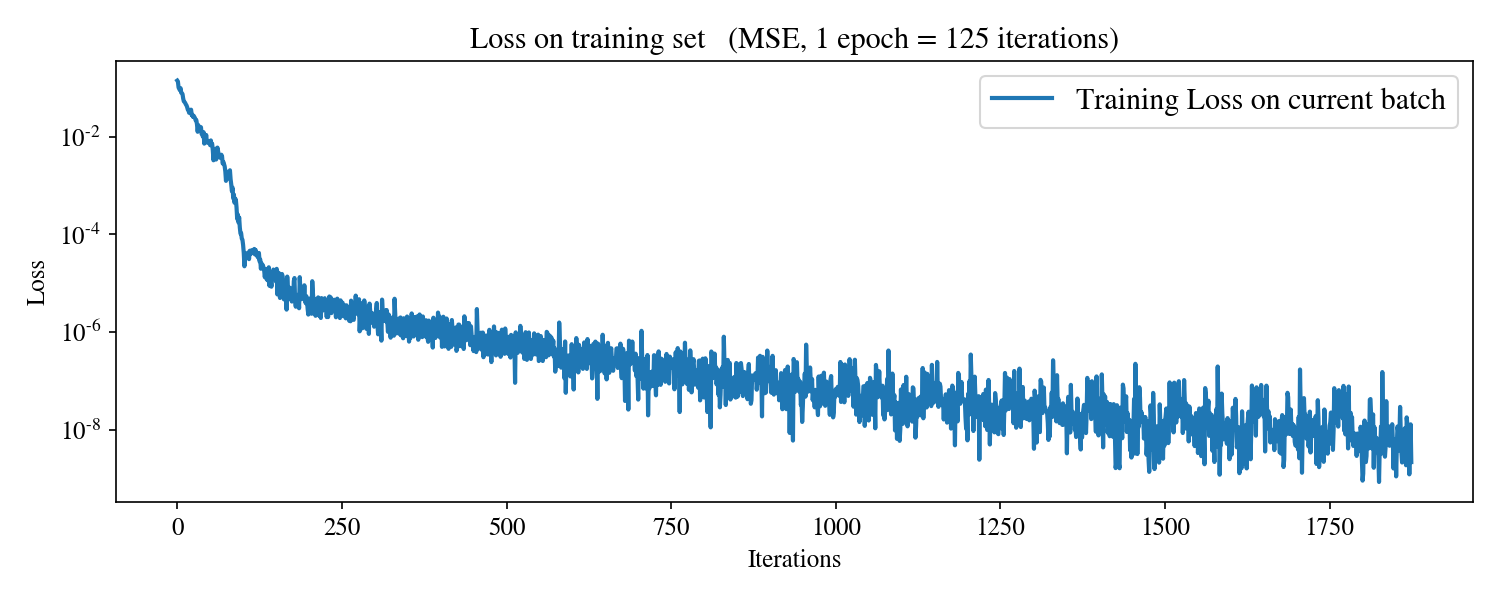 Loss on training set (MSE, 1 epoch = 125 iterations)
Training Loss on current batch
Loss
10⁻²
10⁻⁴
10⁻⁶
10⁻⁸
0 250 500 750 1000 1250 1500 1750
Iterations